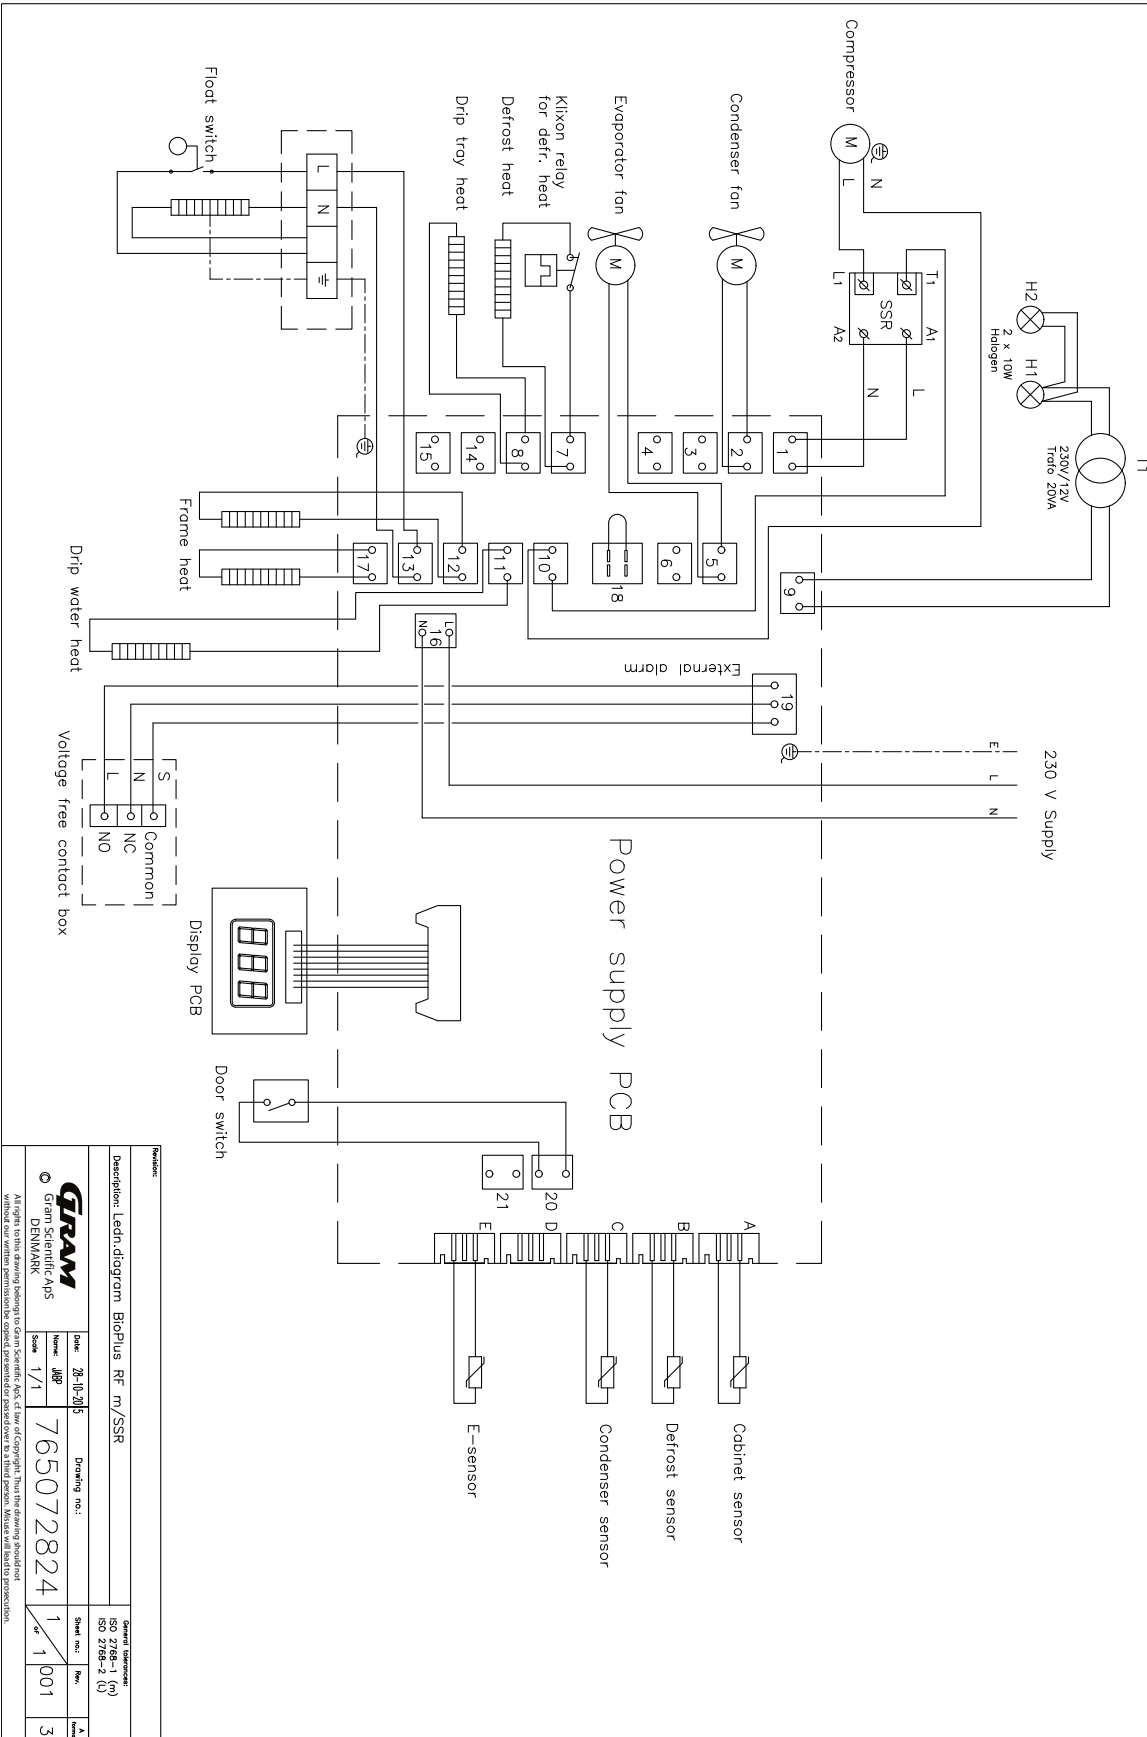 T1
230V/12V
Trafo 20VA
H2
H1
2 x 10W
Halogen
230 V Supply
E
L
N
Compressor
M
N
L
SSR
T1
L1
A1
A2
L
N
Condenser fan
M
Evaporator fan
M
Klixon relay
for defr. heat
Defrost heat
Drip tray heat
Float switch
L
N
1
2
3
4
7
8
14
15
9
5
6
18
10
11
12
13
17
L
N
16
19
External alarm
Frame heat
Drip water heat
Voltage free contact box
S
N
L
Common
NC
NO
Power supply PCB
Display PCB
Door switch
20
21
A
B
C
D
E
Cabinet sensor
Defrost sensor
Condenser sensor
E-sensor
Revision:
Description: Ledn.diagram BioPlus RF m/SSR
General tolerances:
ISO 2768-1 (m)
ISO 2768-2 (L)
GRAM
© Gram Scientific ApS
DENMARK
Date: 28-10-2015
Name: JABP
Scale 1/1
Drawing no.:
765072824
Sheet no.:
1 OF 1
Rev.
001
A
3
All rights to this drawing belongs to Gram Scientific ApS, cf. law of Copyright. Thus the drawing should not
without our written permission be copied, presented or passed over to a third person. Misuse will lead to prosecution.